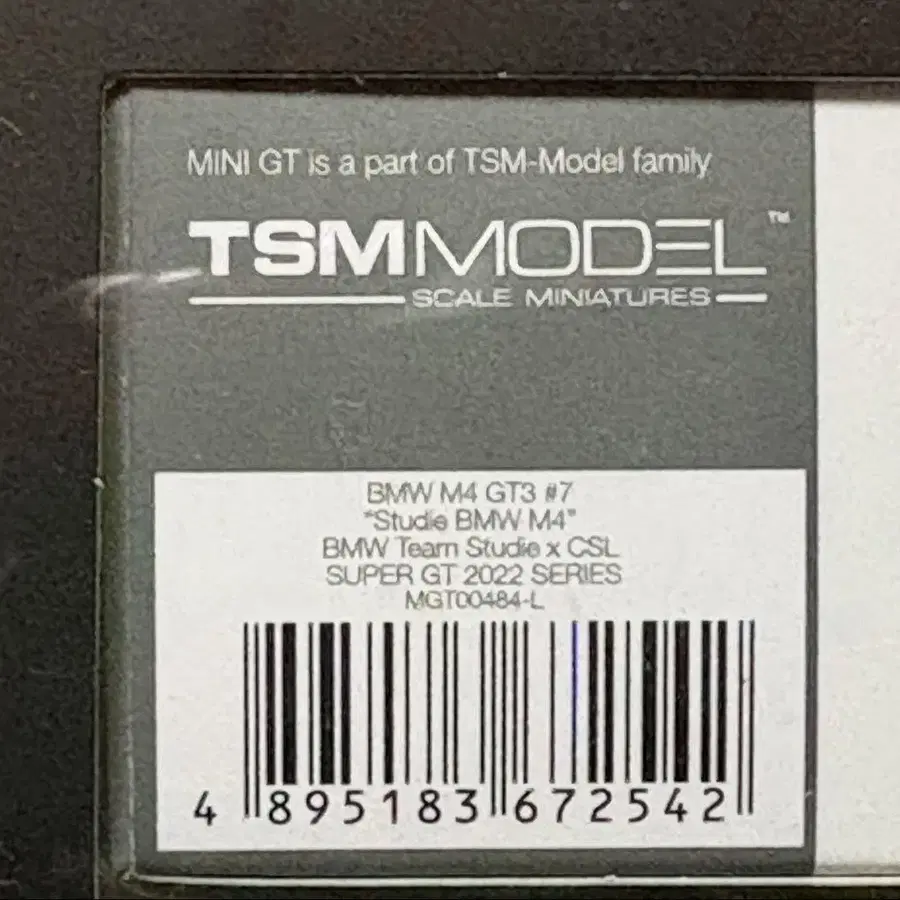 MINI GT is a part of TSM-Model family
TSMMODEL™
SCALE MINIATURES
BMW M4 GT3 #7
"Studie BMW M4"
BMW Team Studie x CSL
SUPER GT 2022 SERIES
MGT00484-L
4 895183 672542